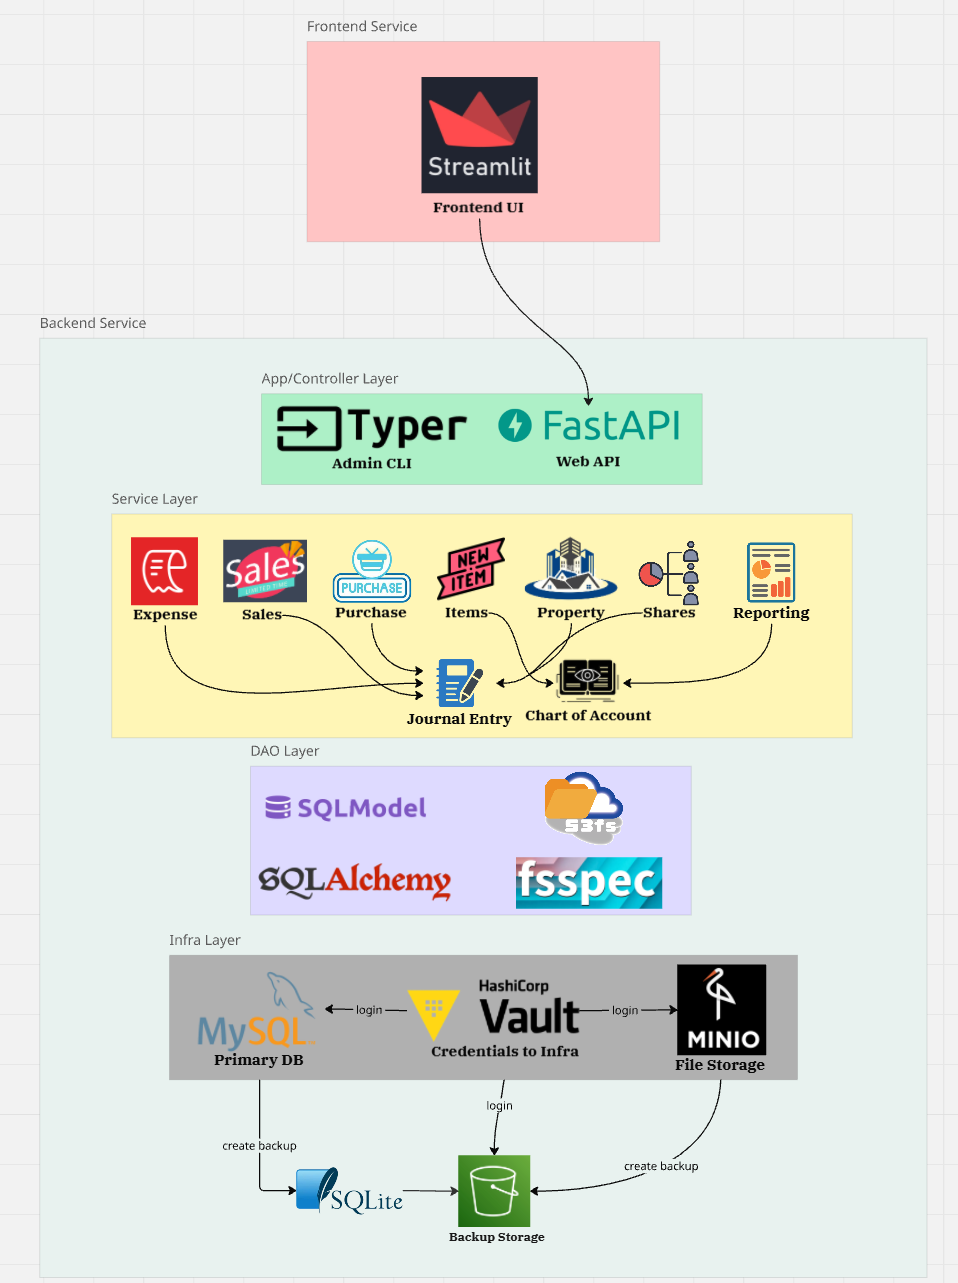 Frontend Service
Streamlit
Frontend UI
Backend Service
App/Controller Layer
Typer
Admin CLI
FastAPI
Web API
Service Layer
Expense
Sales
Sales
PURCHASE
Purchase
NEW
ITEM
Items
Property
Shares
Reporting
Journal Entry
Chart of Account
DAO Layer
SQLModel
S3fs
SQLAlchemy
fsspec
Infra Layer
MySQL
Primary DB
login
HashiCorp
Vault
Credentials to Infra
login
MINIO
File Storage
create backup
login
create backup
SQLite
Backup Storage